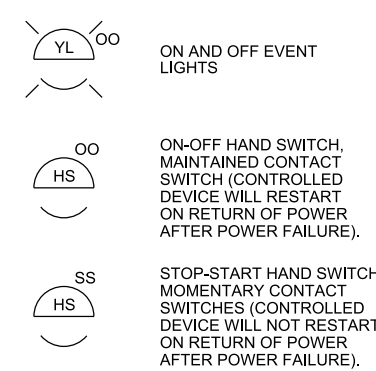 YL OO
ON AND OFF EVENT
LIGHTS
OO
HS
ON-OFF HAND SWITCH,
MAINTAINED CONTACT
SWITCH (CONTROLLED
DEVICE WILL RESTART
ON RETURN OF POWER
AFTER POWER FAILURE).
SS
HS
STOP-START HAND SWITCH
MOMENTARY CONTACT
SWITCHES (CONTROLLED
DEVICE WILL NOT RESTART
ON RETURN OF POWER
AFTER POWER FAILURE).